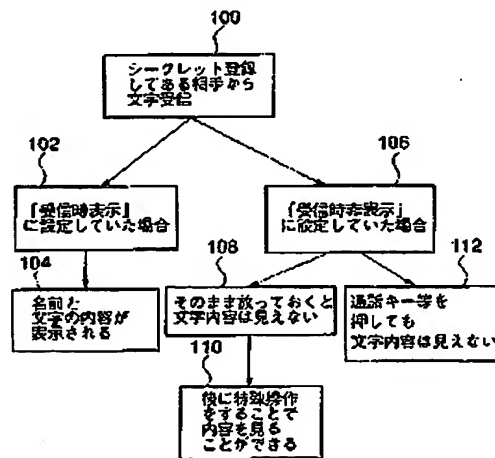 100
シークレット登録
してある相手から
文字受信
102
「受信時表示」
に設定していた場合
104
名前と
文字の内容が
表示される
106
「受信時非表示」
に設定していた場合
108
そのまま放っておくと
文字内容は見えない
110
後に特殊操作
をすることで
内容を見る
ことができる
112
通話キー等を
押しても
文字内容は見えない